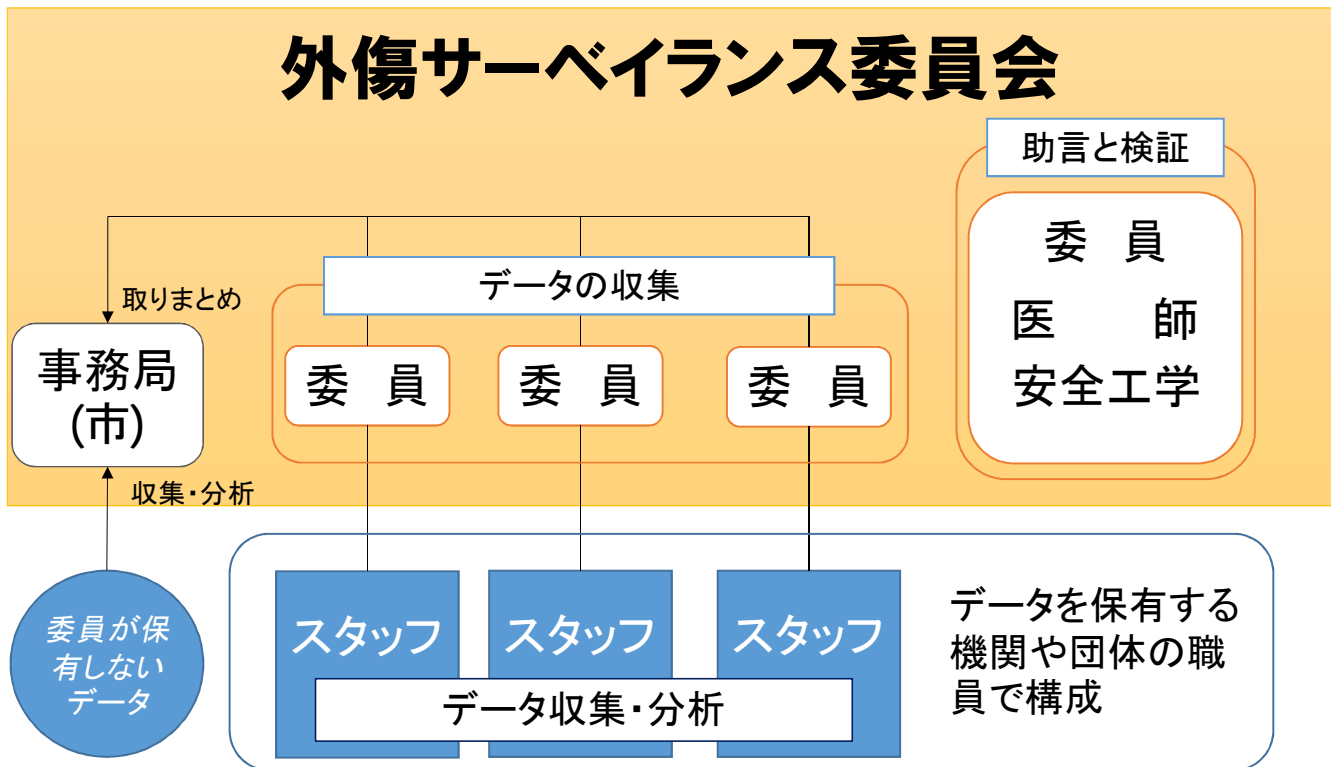 外傷サーベイランス委員会
助言と検証
委　員
医　　師
安全工学
データの収集
取りまとめ
事務局
(市)
委　員
委　員
委　員
収集・分析
委員が保
有しない
データ
スタッフ
スタッフ
スタッフ
データ収集・分析
データを保有する
機関や団体の職
員で構成